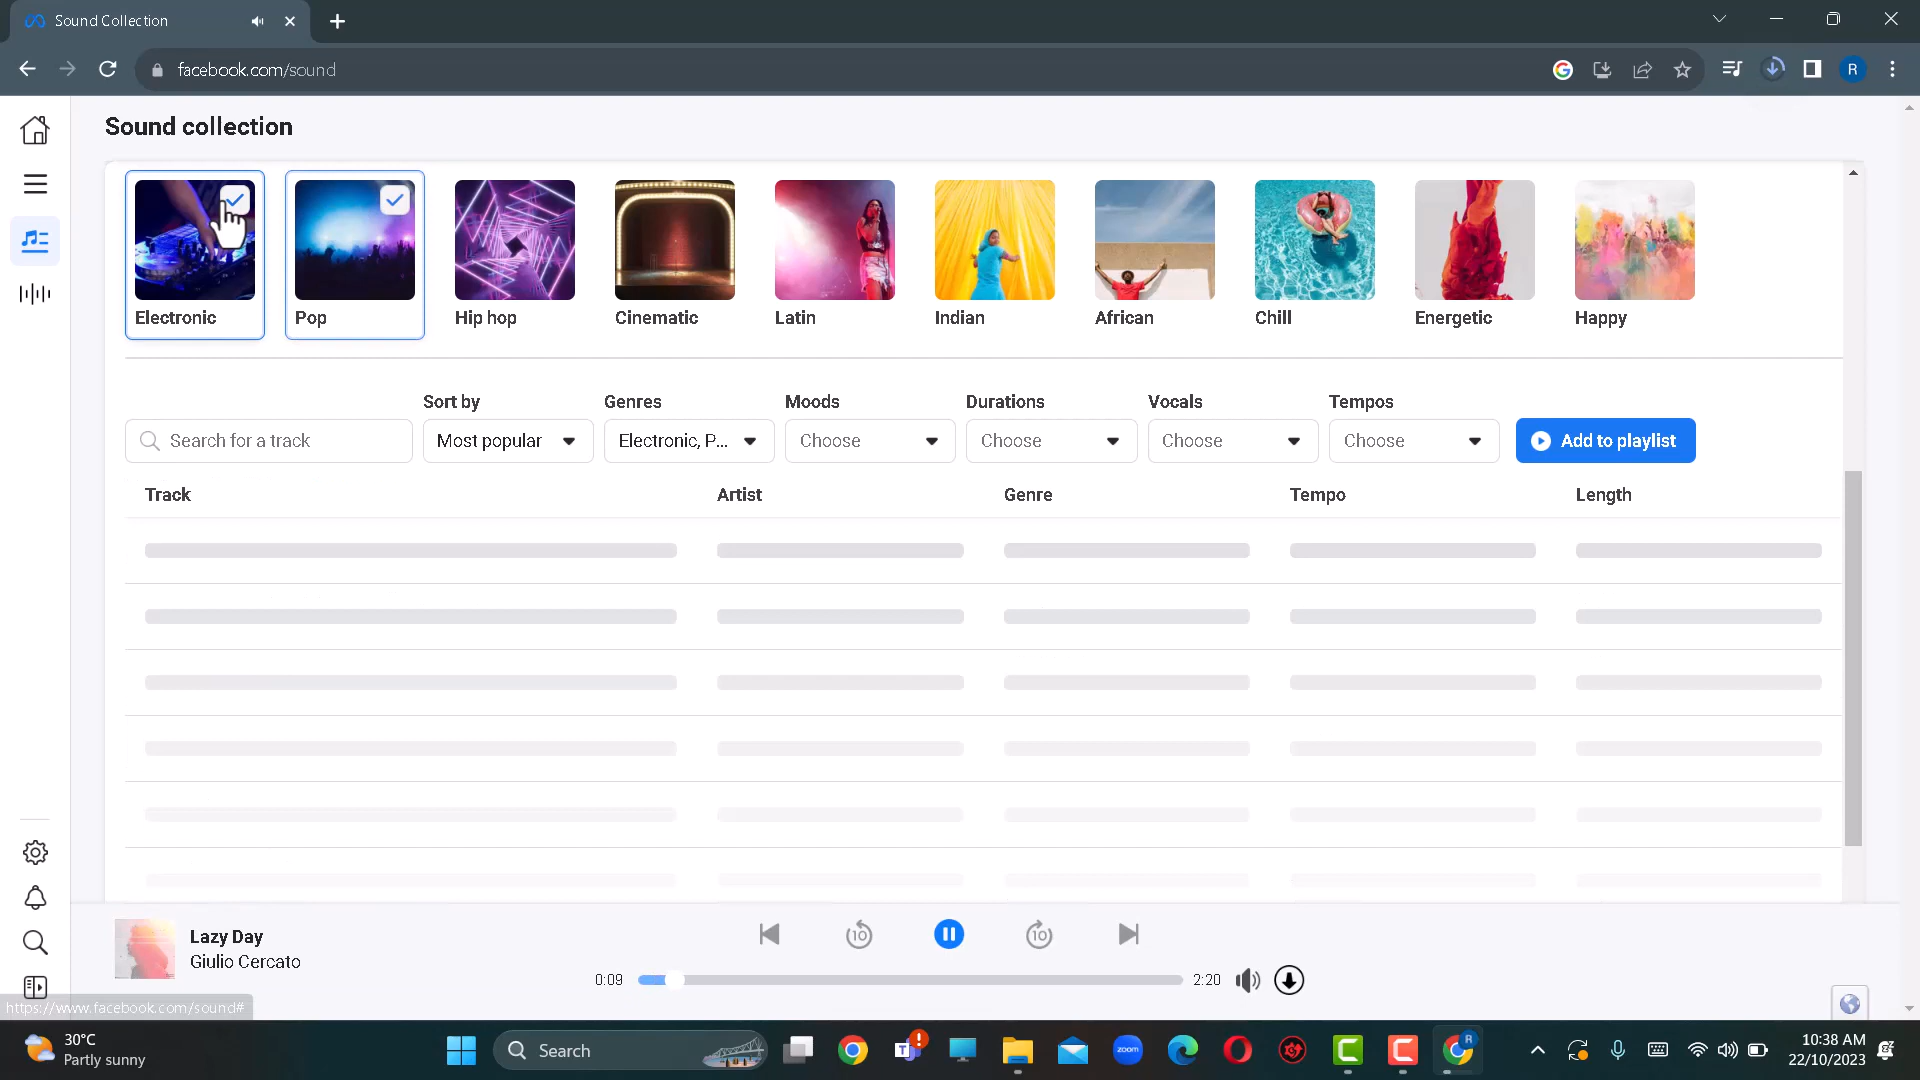 Sound Collection
facebook.com/sound
R
Sound collection
Electronic
Pop
Hip hop
Cinematic
Latin
Indian
African
Chill
Energetic
Happy
Sort by
Genres
Moods
Durations
Vocals
Tempos
Search for a track
Most popular
Electronic, P...
Choose
Choose
Choose
Choose
Add to playlist
Track
Artist
Genre
Tempo
Length
Lazy Day
Giulio Cercato
10
10
0:09
2:20
https://www.facebook.com/sound#
30°C
Partly sunny
Search
zoom
R
10:38 AM
22/10/2023